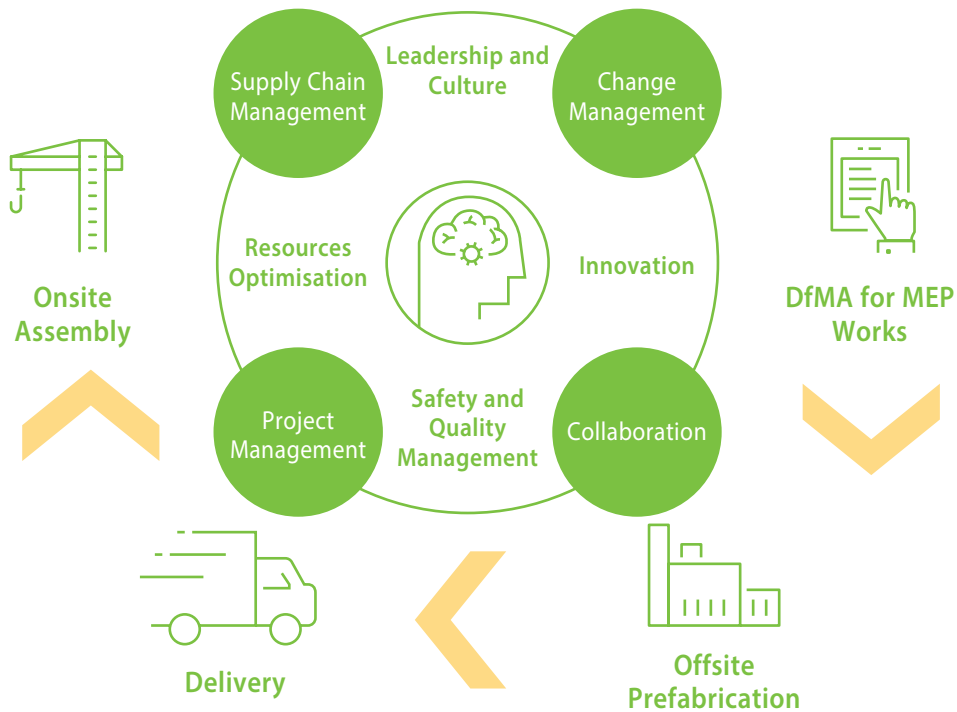 Supply Chain
Management
Leadership and
Culture
Change
Management
Resources
Optimisation
Innovation
Onsite
Assembly
DfMA for MEP
Works
Project
Management
Safety and
Quality
Management
Collaboration
Delivery
Offsite
Prefabrication